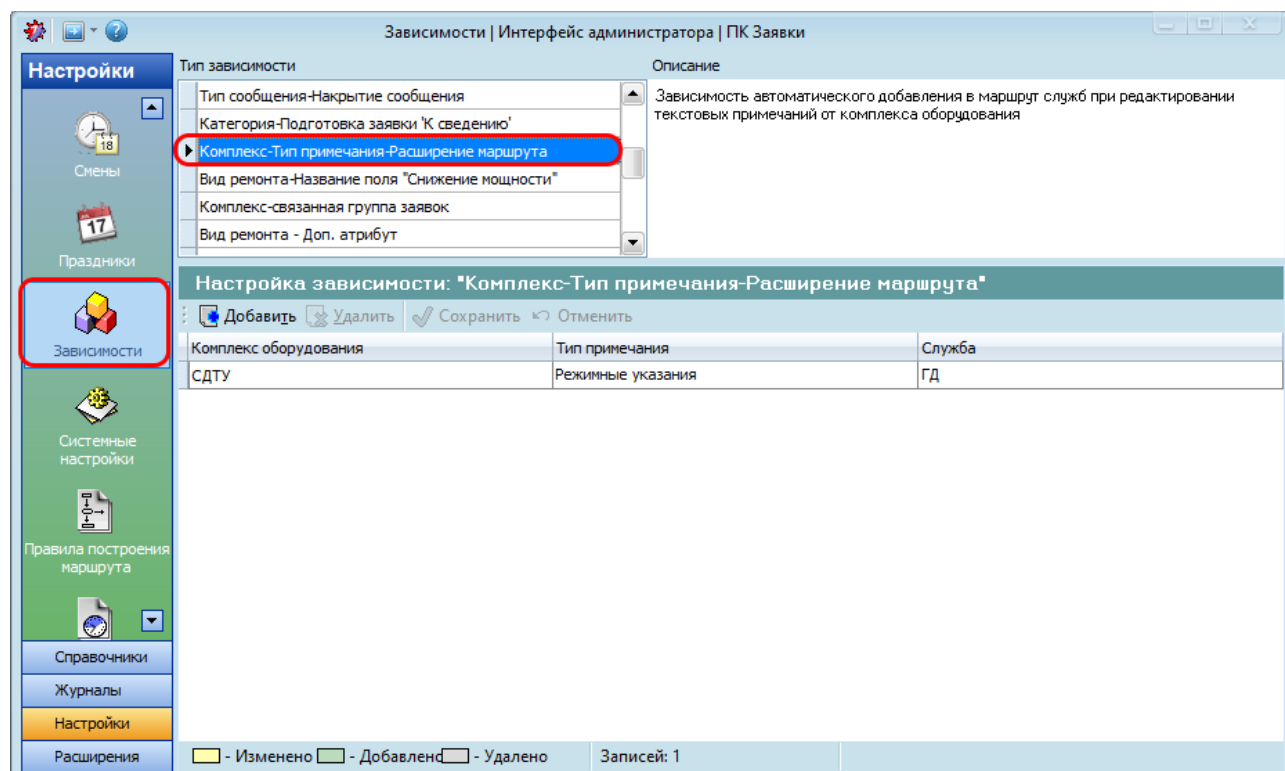 Зависимости | Интерфейс администратора | ПК Заявки
Настройки
18
Смены
17
Праздники
Зависимости
Системные
настройки
Правила построения
маршрута
Справочники
Журналы
Настройки
Расширения
Тип зависимости
Тип сообщения-Накрытие сообщения
Категория-Подготовка заявки 'К сведению'
Комплекс-Тип примечания-Расширение маршрута
Вид ремонта-Название поля "Снижение мощности"
Комплекс-связанная группа заявок
Вид ремонта - Доп. атрибут
Описание
Зависимость автоматического добавления в маршрут служб при редактировании
текстовых примечаний от комплекса оборудования
Настройка зависимости: "Комплекс-Тип примечания-Расширение маршрута"
Добавить Удалить Сохранить Отменить
Комплекс оборудования Тип примечания Служба
СДТУ Режимные указания ГД
- Изменено - Добавлено - Удалено Записей: 1